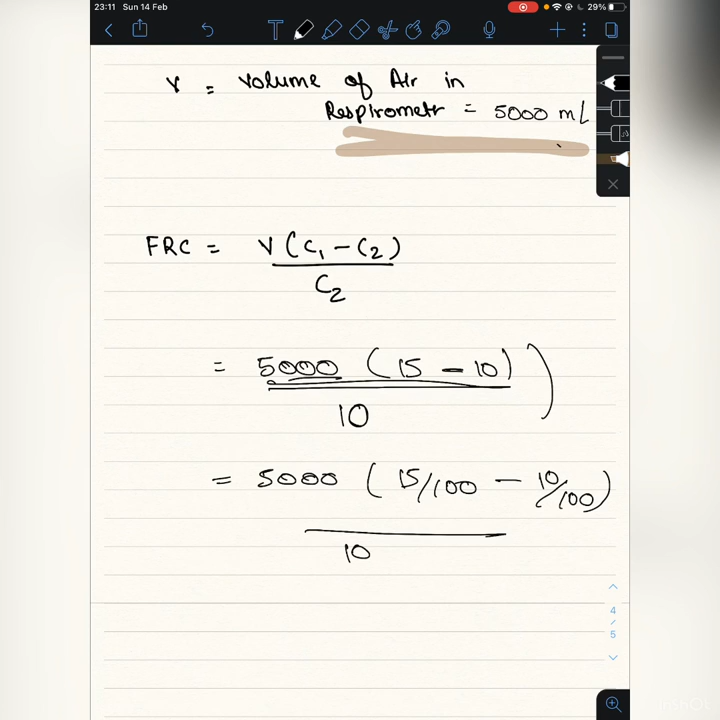 23:11 Sun 14 Feb
29%
T
V = Volume of Air in
Respirometr = 5000 mL
FRC = V(C1 - C2)
C2
= 5000 (15 - 10))
10
= 5000 (15/100 - 10/100)
10
4
/
5